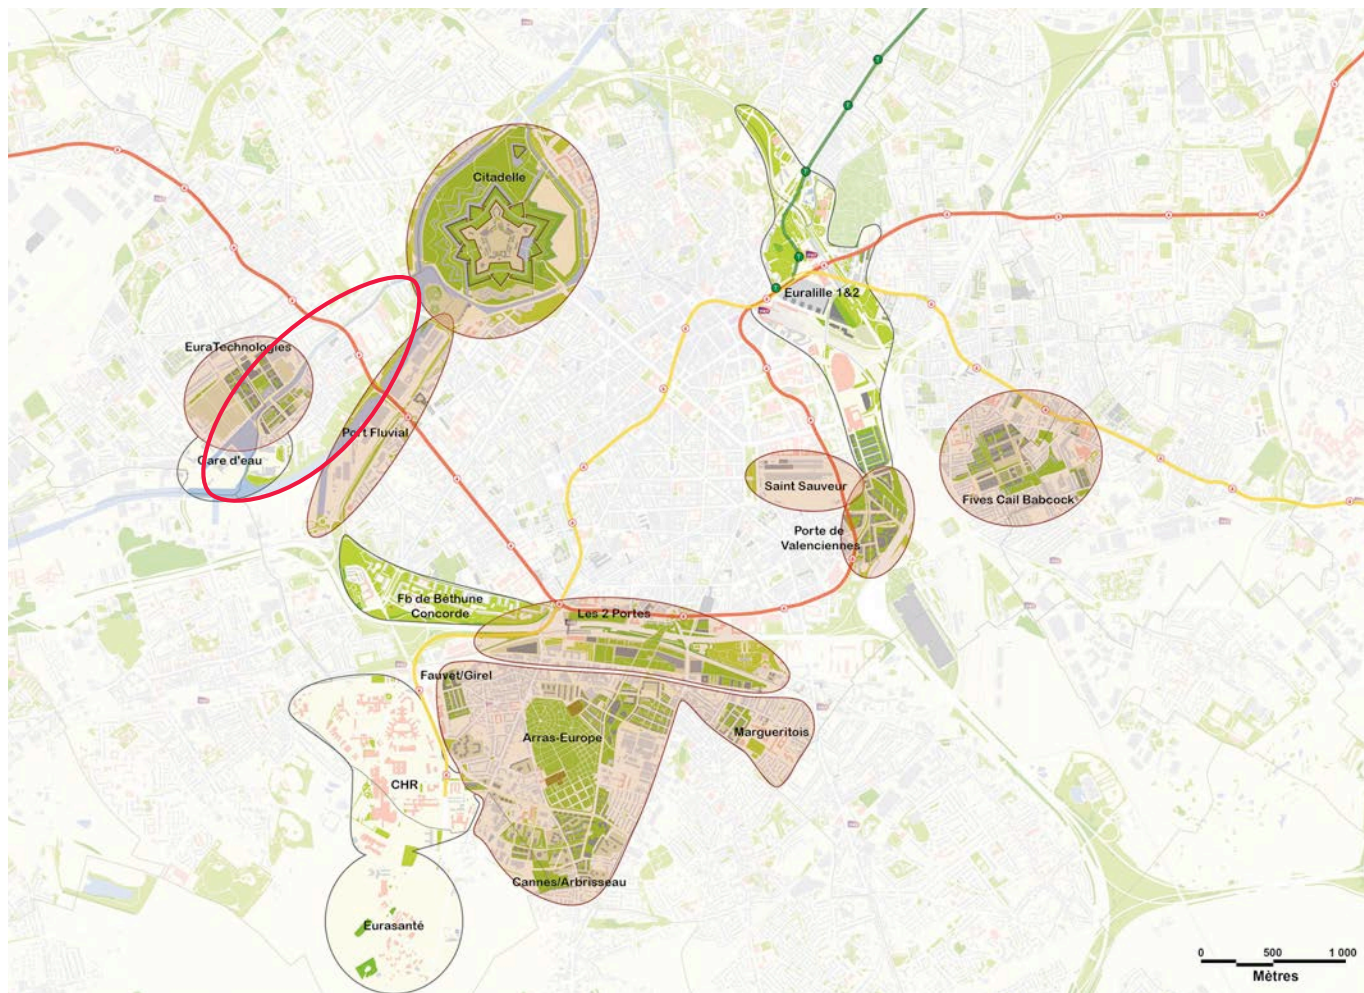 Citadelle
Euralille 1&2
EuraTechnologies
Port Fluvial
Gare d'eau
Saint Sauveur
Fives Cail Babcock
Porte de
Valenciennes
Fb de Béthune
Concorde
Les 2 Portes
Fauvet/Girel
Margueritois
Arras-Europe
CHR
Cannes/Arbrisseau
Eurasanté
0 500 1 000
Mètres